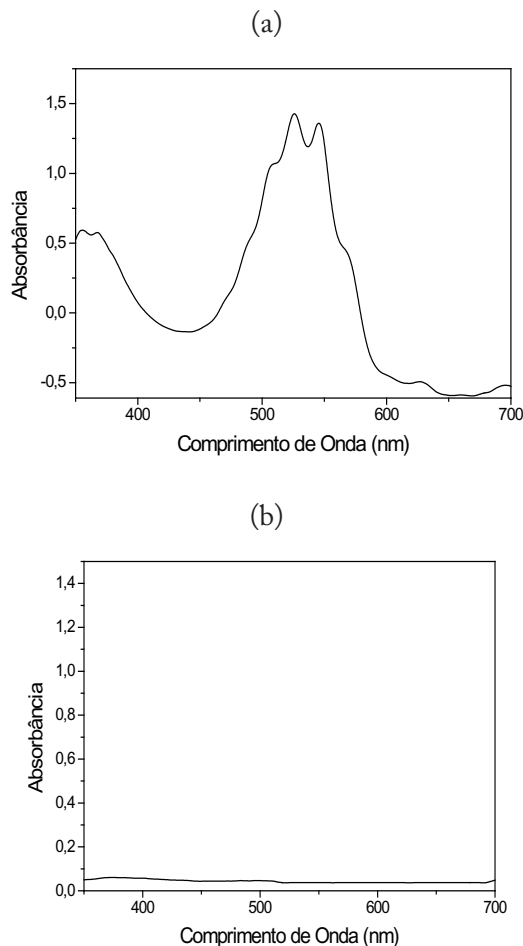 (a)
1,5
1,0
0,5
0,0
-0,5
Absorbância
400 500 600 700
Comprimento de Onda (nm)
(b)
1,4
1,2
1,0
0,8
0,6
0,4
0,2
0,0
Absorbância
400 500 600 700
Comprimento de Onda (nm)